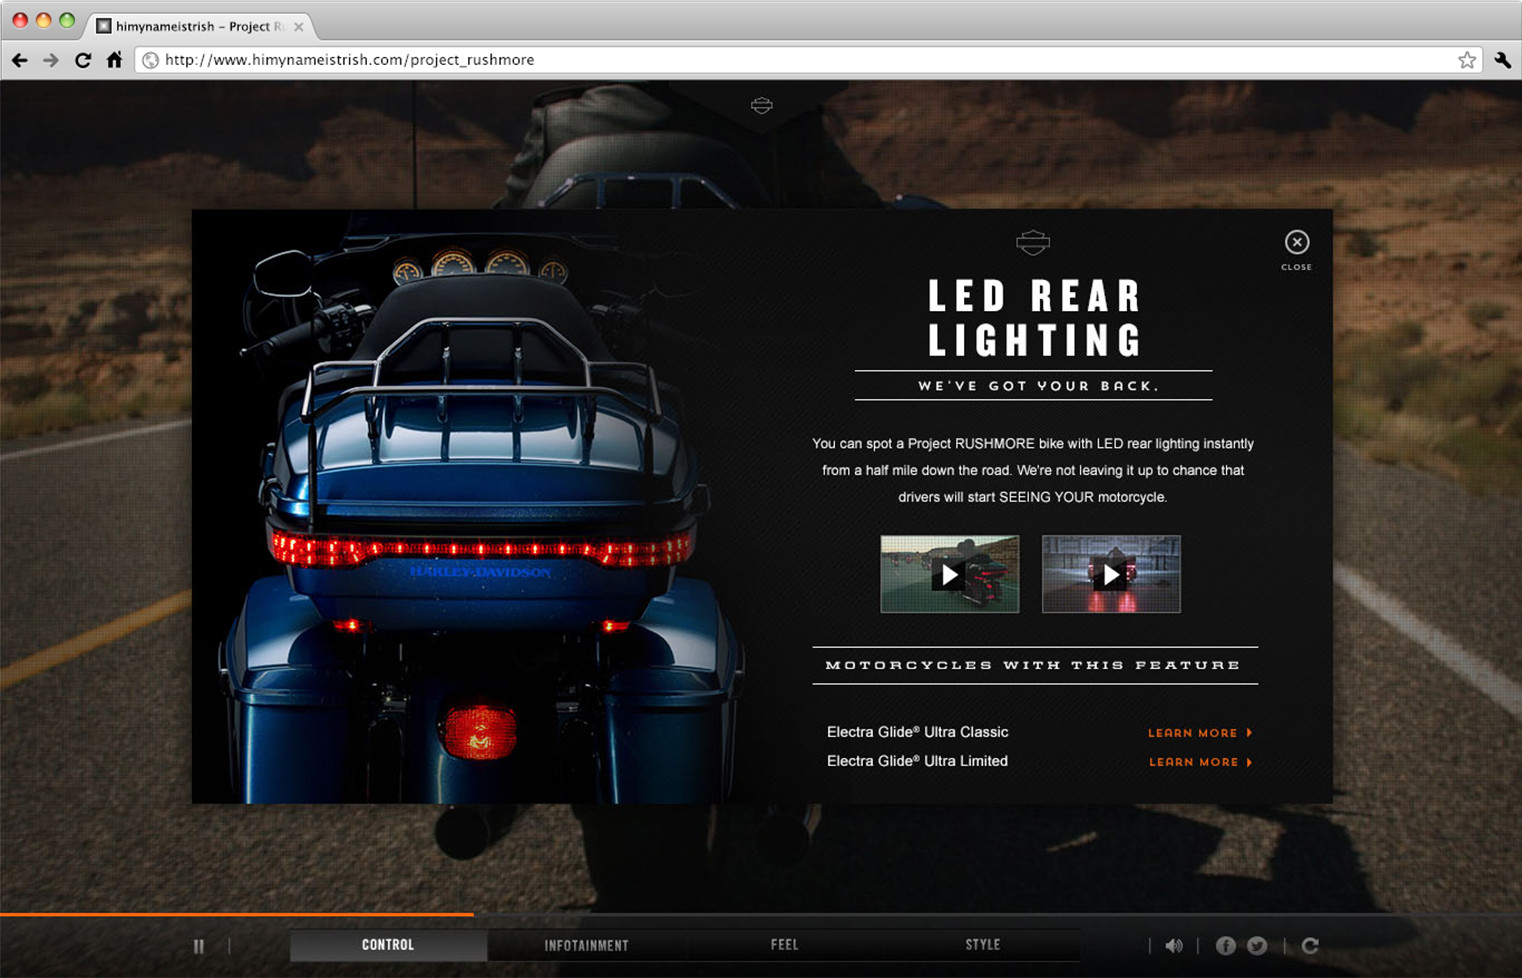 himynameistrish – Project R
http://www.himynameistrish.com/project_rushmore
CLOSE
LED REAR
LIGHTING
WE'VE GOT YOUR BACK.
You can spot a Project RUSHMORE bike with LED rear lighting instantly
from a half mile down the road. We're not leaving it up to chance that
drivers will start SEEING YOUR motorcycle.
HARLEY-DAVIDSON
MOTORCYCLES WITH THIS FEATURE
Electra Glide® Ultra Classic LEARN MORE
Electra Glide® Ultra Limited LEARN MORE
CONTROL INFOTAINMENT FEEL STYLE